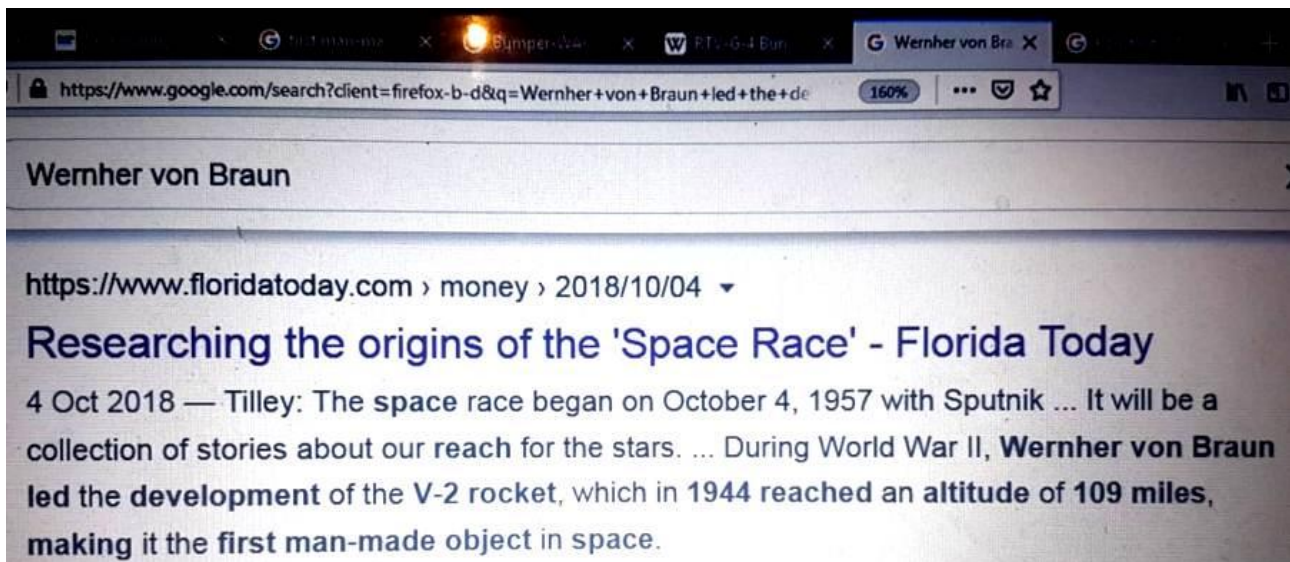 Bumper-WA
RTV-G-4 Bun
Wernher von Bra
https://www.google.com/search?client=firefox-b-d&q=Wernher+von+Braun+led+the+de
160%
Wernher von Braun
https://www.floridatoday.com › money › 2018/10/04
Researching the origins of the 'Space Race' - Florida Today
4 Oct 2018 — Tilley: The space race began on October 4, 1957 with Sputnik ... It will be a
collection of stories about our reach for the stars. ... During World War II, Wernher von Braun
led the development of the V-2 rocket, which in 1944 reached an altitude of 109 miles,
making it the first man-made object in space.